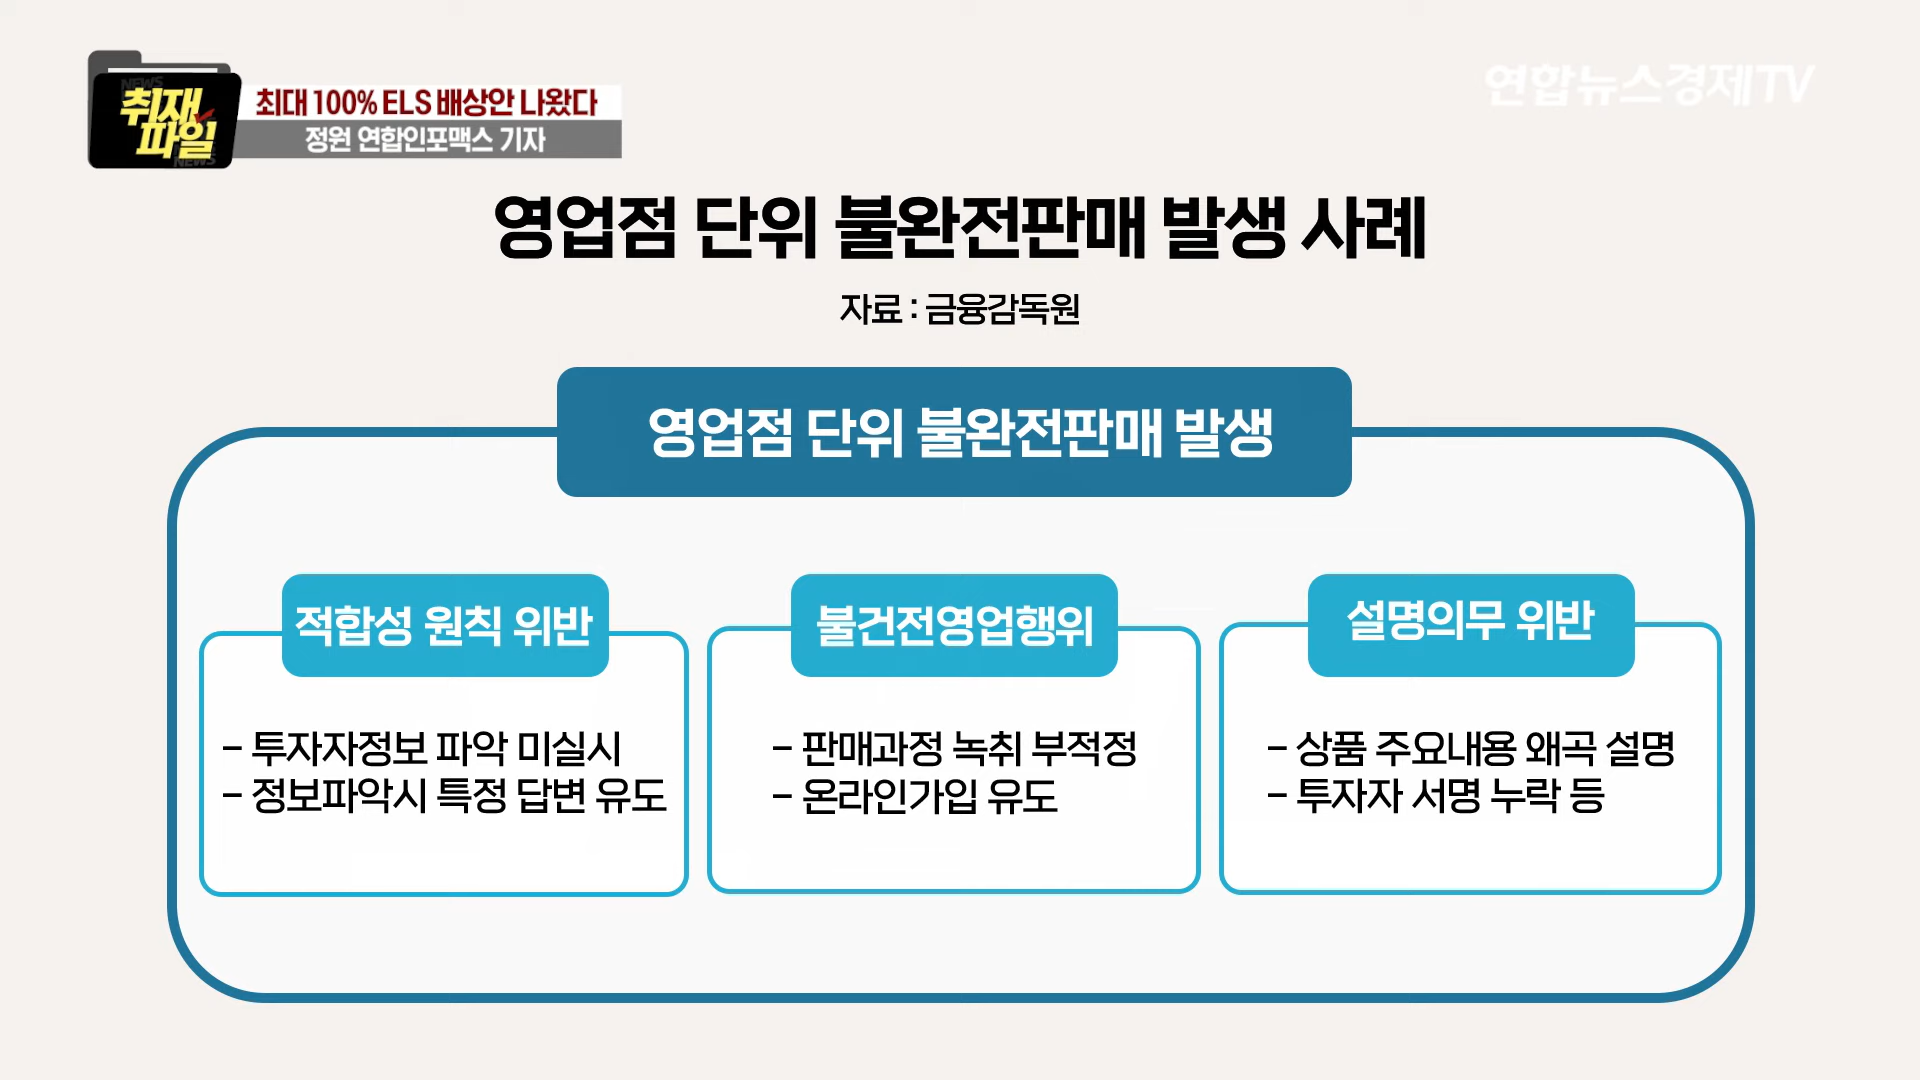 취재
파일
최대 100% ELS 배상안 나왔다
정원 연합인포맥스 기자
연합뉴스경제TV
영업점 단위 불완전판매 발생 사례
자료 : 금융감독원
영업점 단위 불완전판매 발생
적합성 원칙 위반
- 투자자정보 파악 미실시
- 정보파악시 특정 답변 유도
불건전영업행위
- 판매과정 녹취 부적정
- 온라인가입 유도
설명의무 위반
- 상품 주요내용 왜곡 설명
- 투자자 서명 누락 등
NEWS
NEWS